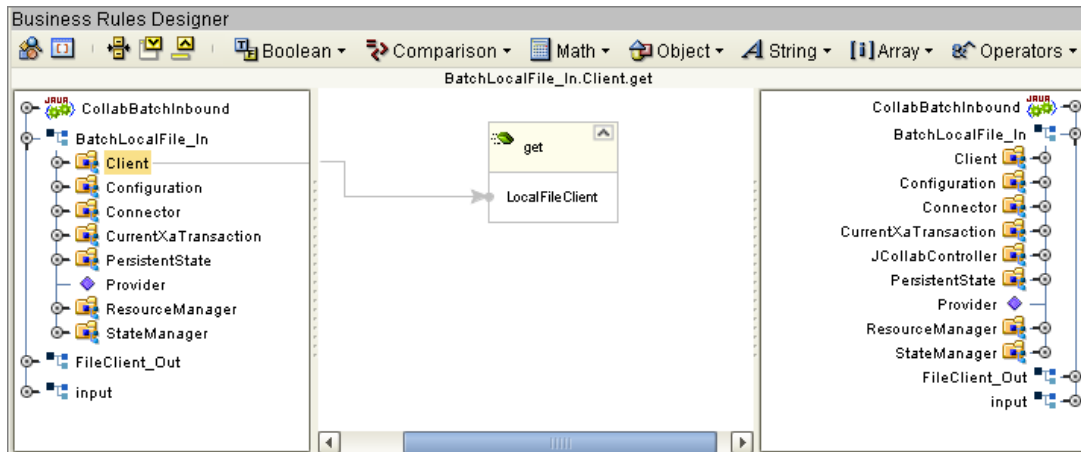 Business Rules Designer
Boolean Comparison Math Object A String [i] Array Operators
BatchLocalFile_In.Client.get
JAVA CollabBatchInbound
BatchLocalFile_In
Client
Configuration
Connector
CurrentXaTransaction
PersistentState
Provider
ResourceManager
StateManager
FileClient_Out
input
get
LocalFileClient
CollabBatchInbound JAVA
BatchLocalFile_In
Client
Configuration
Connector
CurrentXaTransaction
JCollabController
PersistentState
Provider
ResourceManager
StateManager
FileClient_Out
input